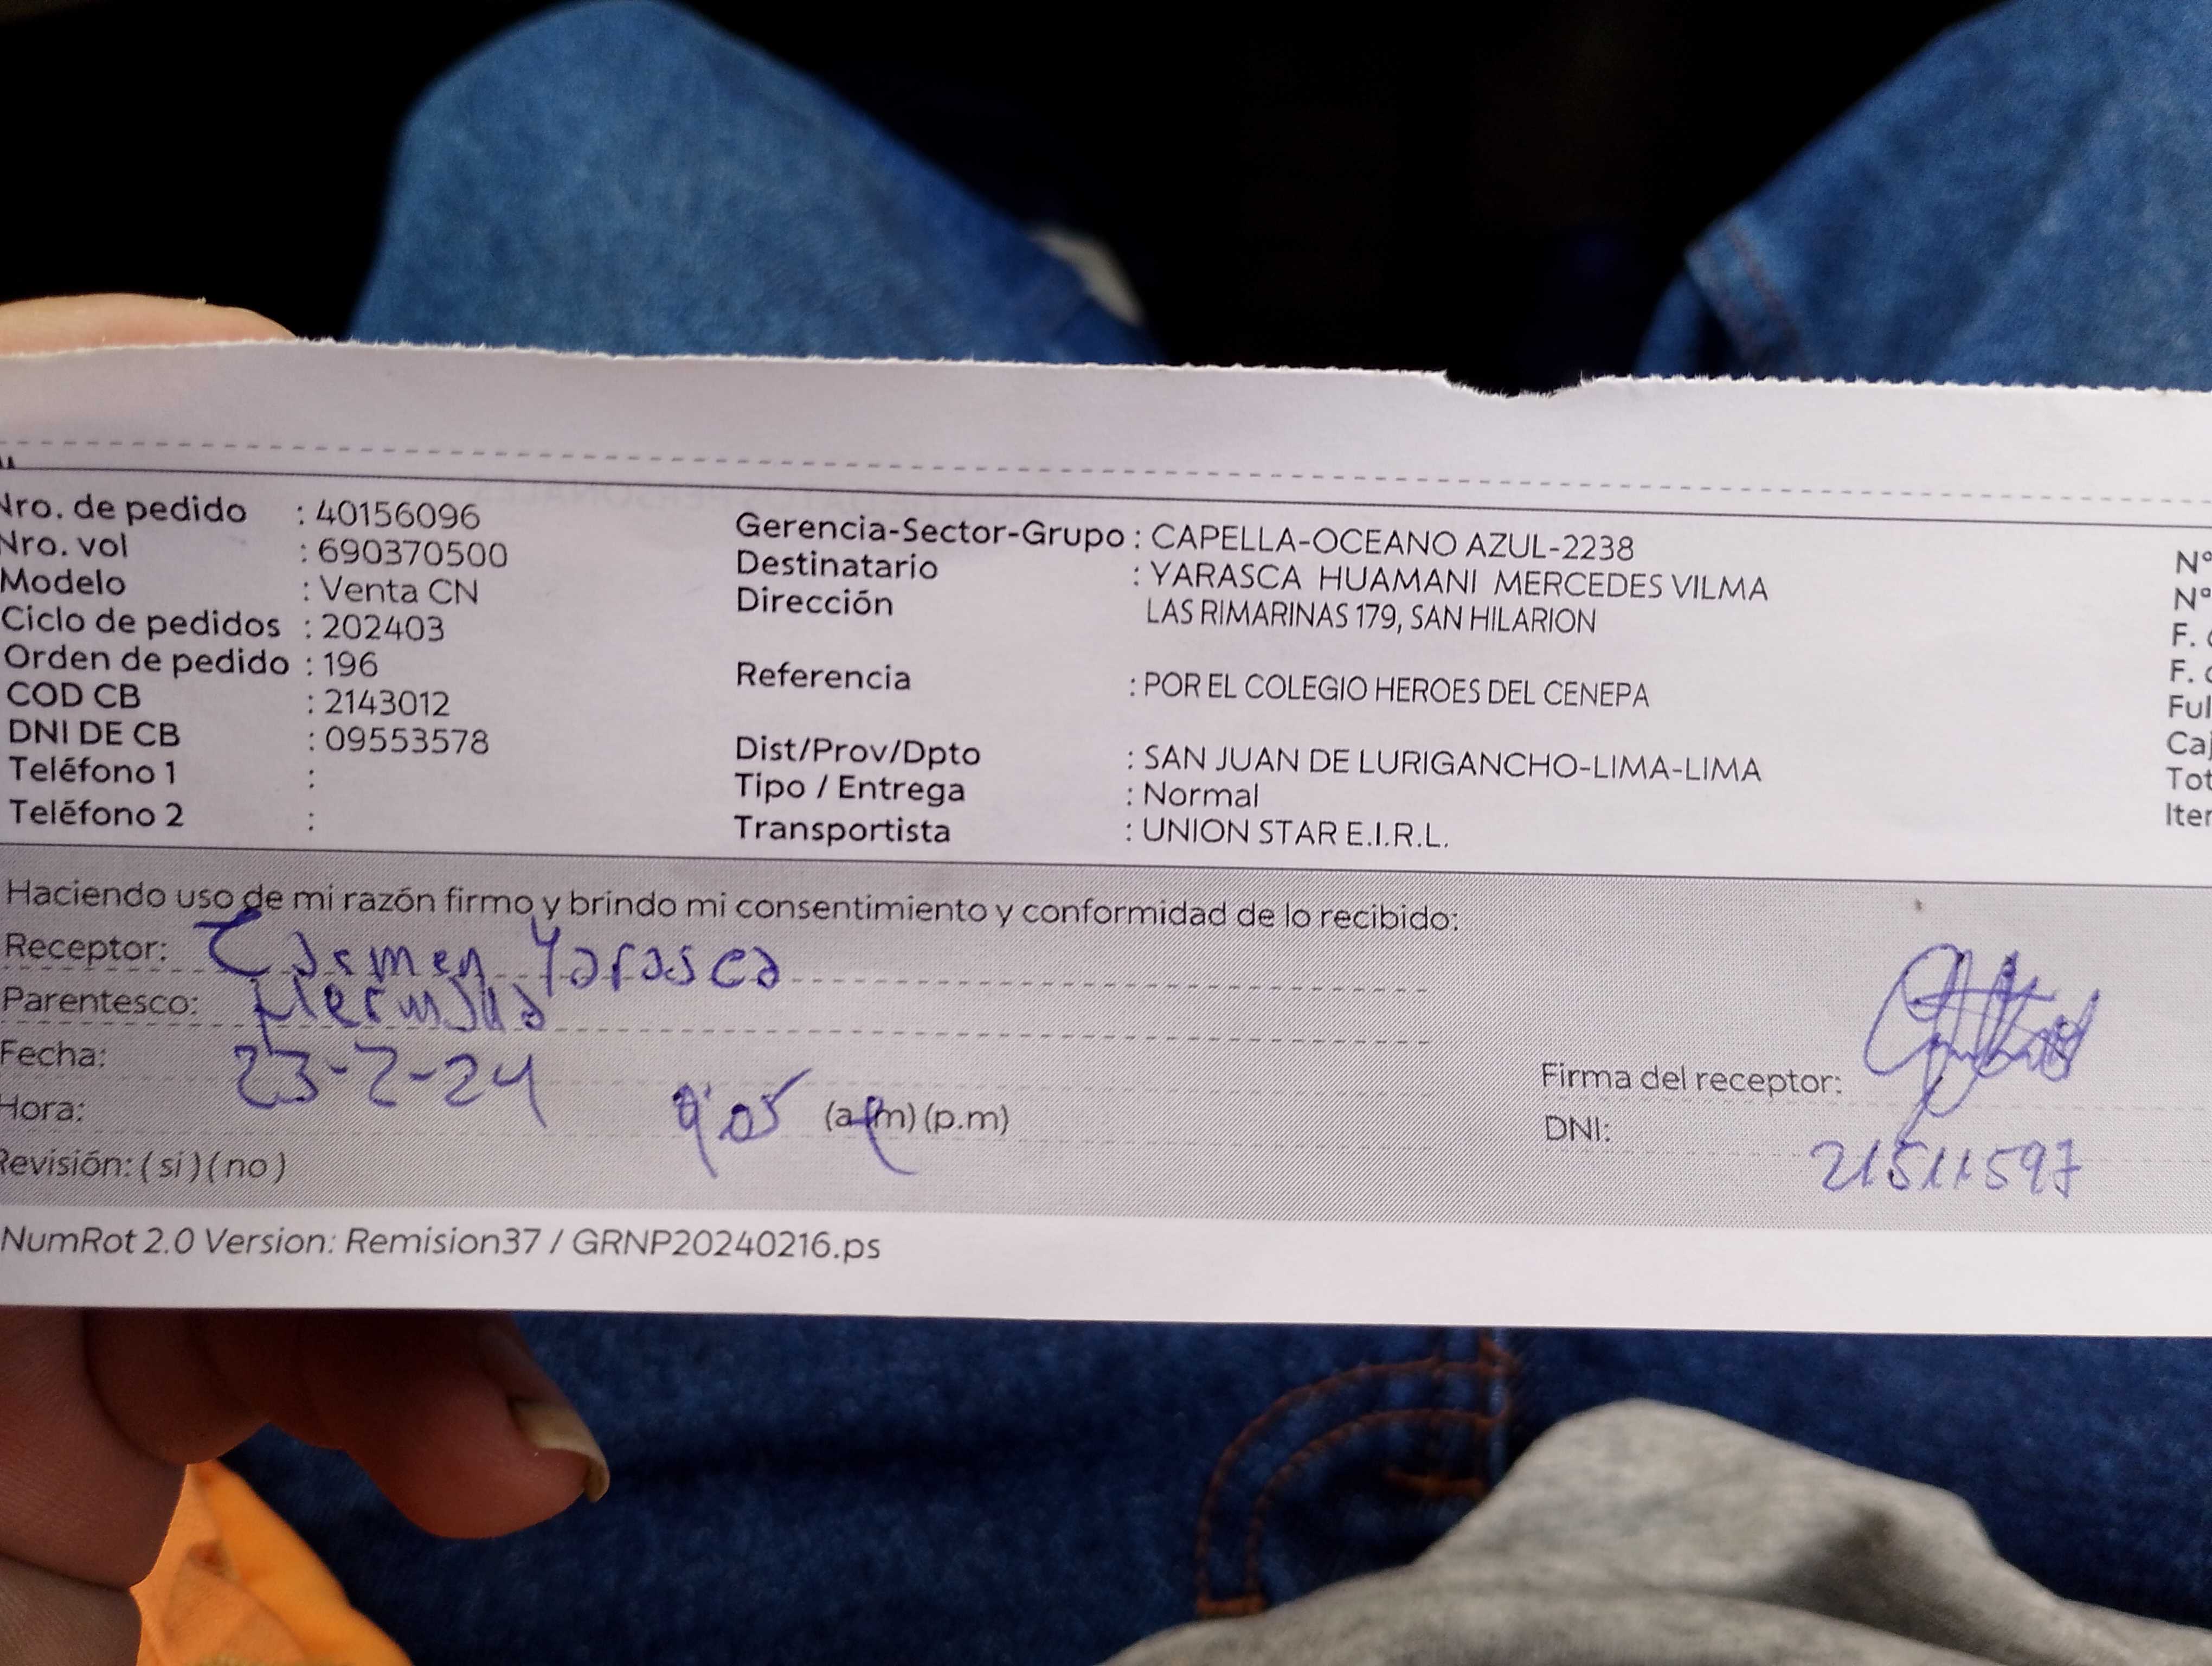 Nro. de pedido : 40156096
Nro. vol : 690370500
Modelo : Venta CN
Ciclo de pedidos : 202403
Orden de pedido : 196
COD CB : 2143012
DNI DE CB : 09553578
Teléfono 1 :
Teléfono 2 :
Gerencia-Sector-Grupo : CAPELLA-OCEANO AZUL-2238
Destinatario : YARASCA HUAMANI MERCEDES VILMA
Dirección LAS RIMARINAS 179, SAN HILARION
Referencia : POR EL COLEGIO HEROES DEL CENEPA
Dist/Prov/Dpto : SAN JUAN DE LURIGANCHO-LIMA-LIMA
Tipo / Entrega : Normal
Transportista : UNION STAR E.I.R.L.
N°
N°
F.
F.
Ful
Caj
Tot
Iter
Haciendo uso de mi razón firmo y brindo mi consentimiento y conformidad de lo recibido:
Receptor: Carmen Yarasca
Parentesco: Hermana
Fecha: 23-2-24
Hora: 9:05 (a.m) (p.m)
Revisión: (si) (no)
Firma del receptor:
DNI: 21511597
NumRot 2.0 Version: Remision37 / GRNP20240216.ps